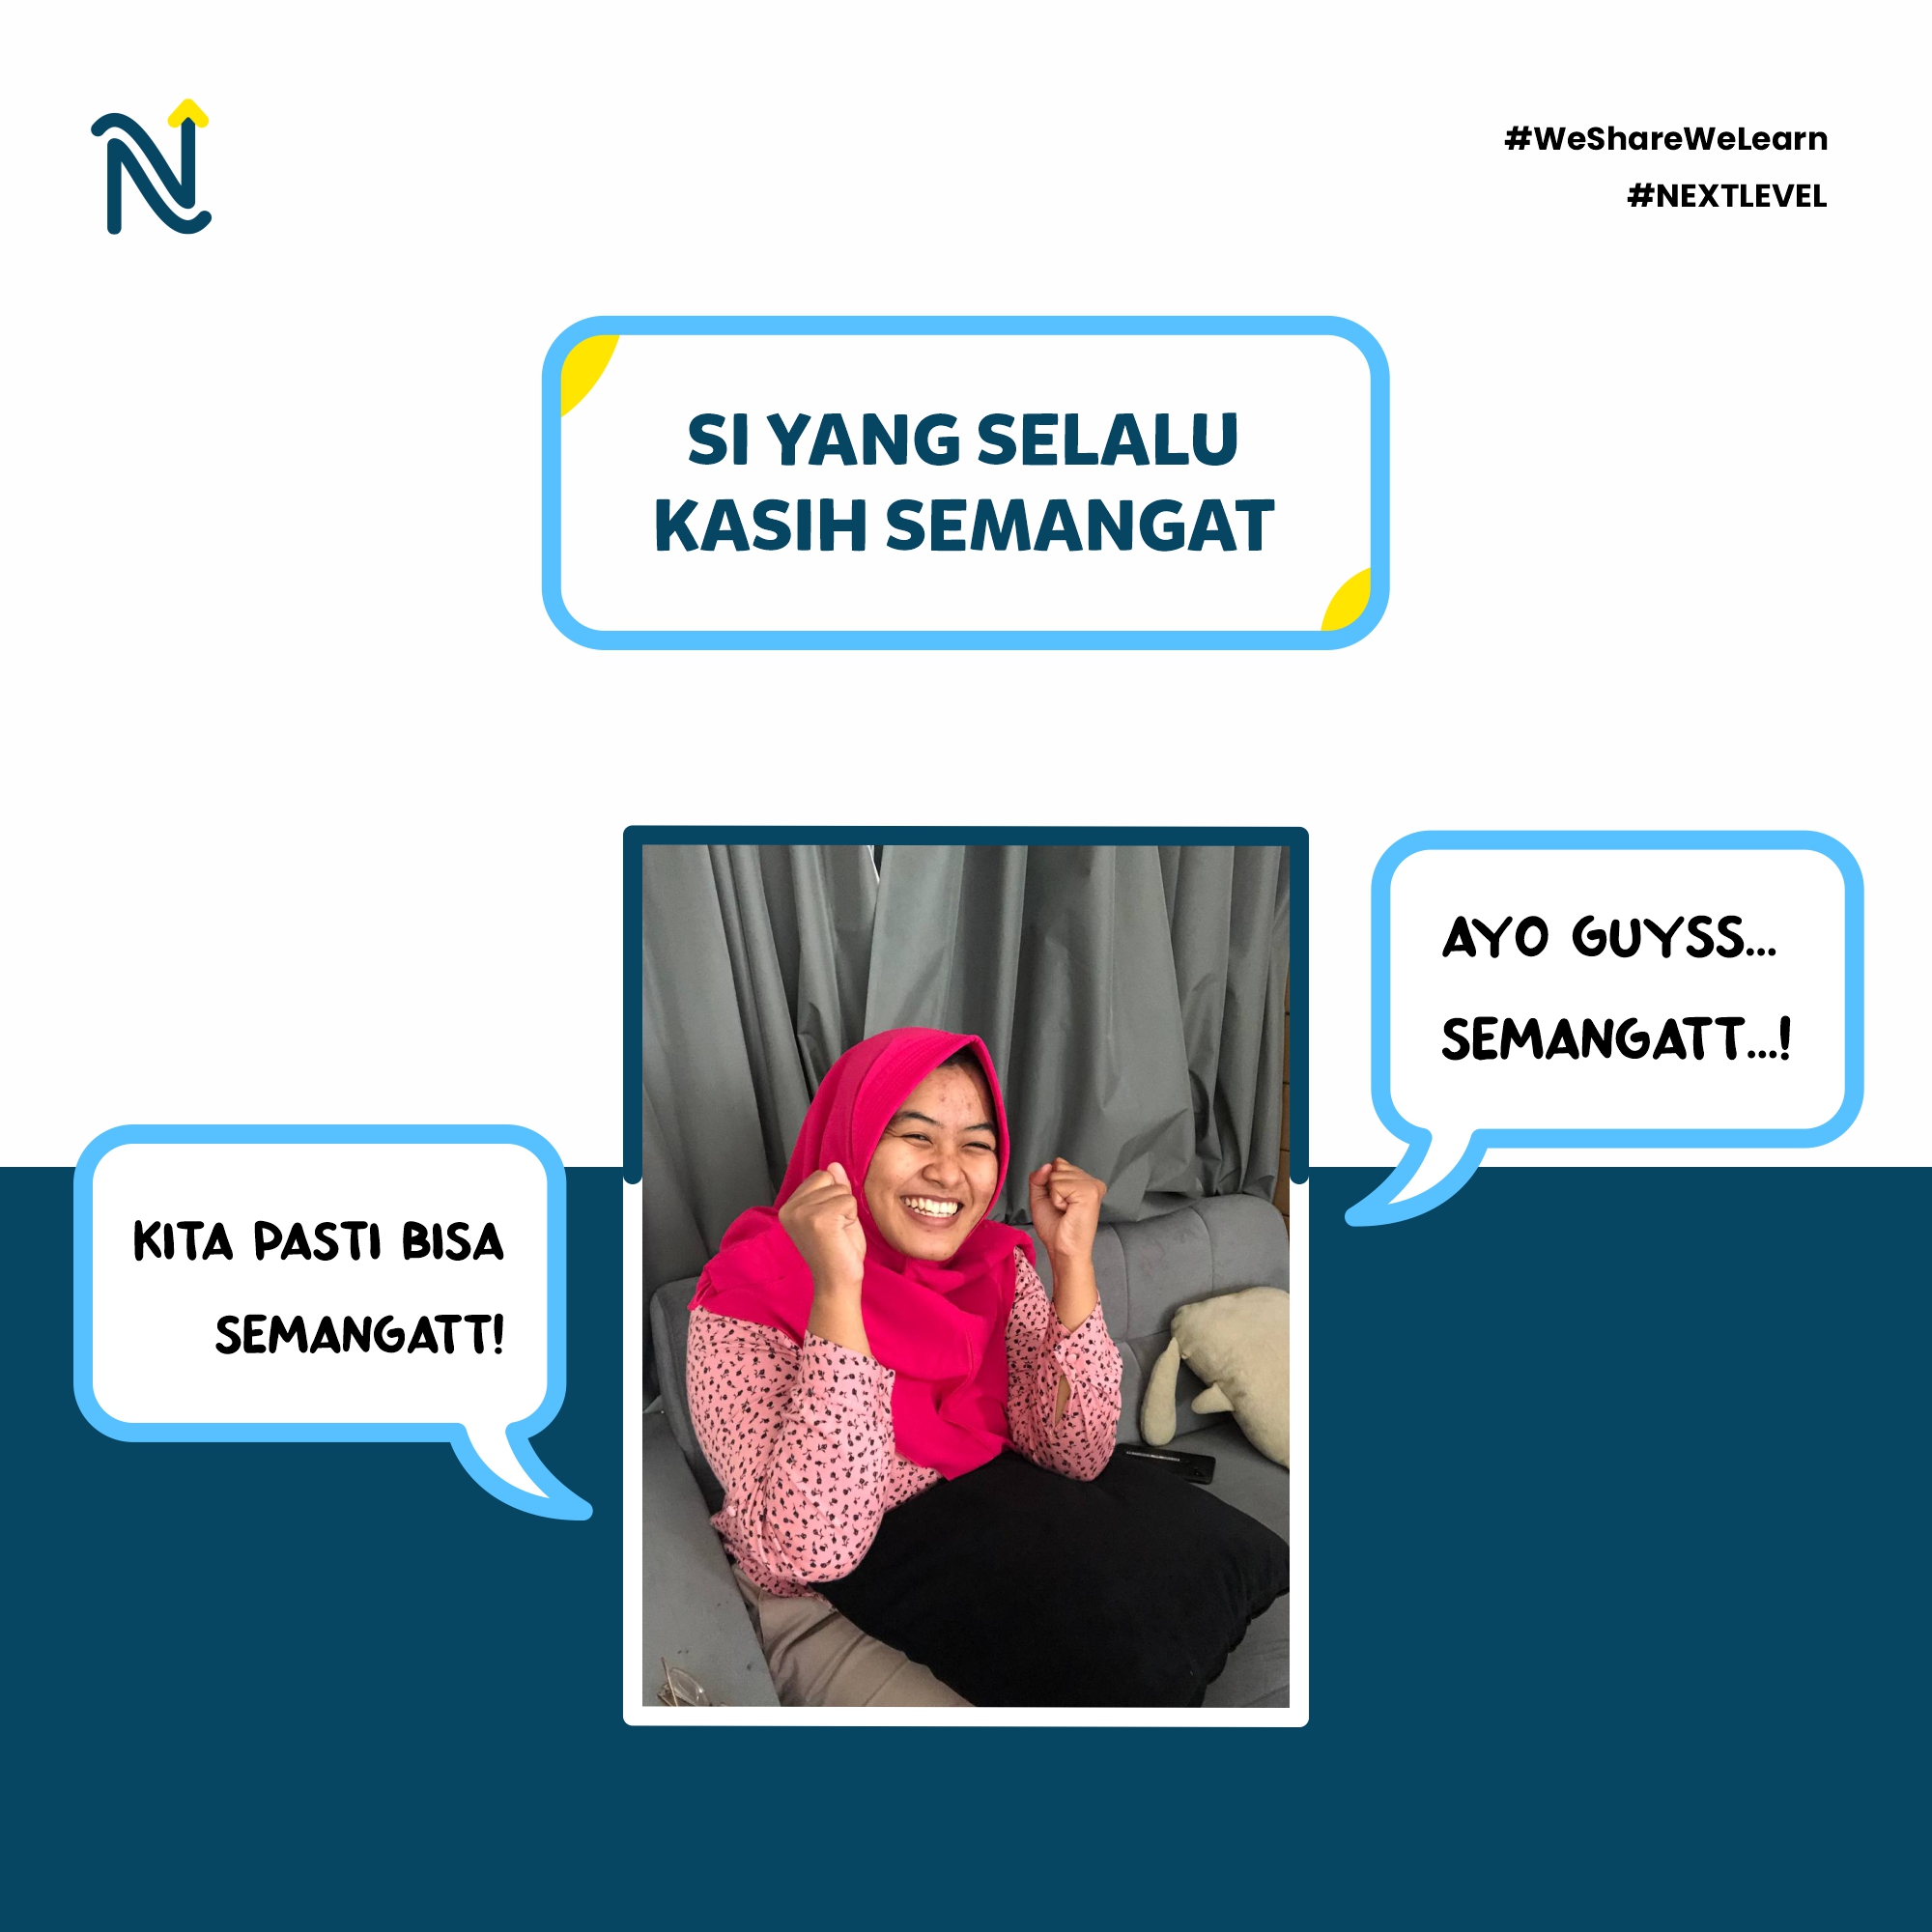 #WeShareWeLearn
#NEXTLEVEL
SI YANG SELALU
KASIH SEMANGAT
AYO GUYSS...
SEMANGATT...!
KITA PASTI BISA
SEMANGATT!